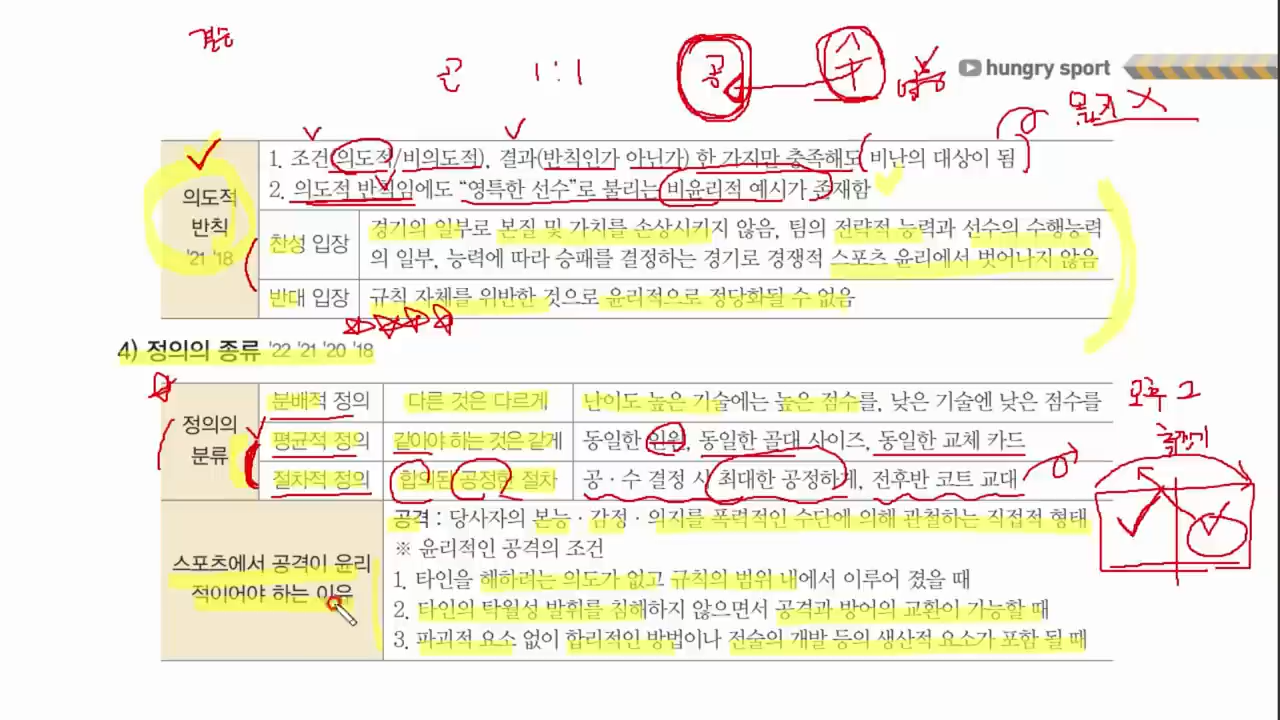 결승
골 1:1 공 수
hungry sport
몰수 X
1. 조건(의도적/비의도적), 결과(반칙인가 아닌가) 한 가지만 충족해도 비난의 대상이 됨
의도적
반칙
'21 '18
2. 의도적 반칙임에도 “영특한 선수”로 불리는 비윤리적 예시가 존재함
찬성 입장
경기의 일부로 본질 및 가치를 손상시키지 않음, 팀의 전략적 능력과 선수의 수행능력
의 일부, 능력에 따라 승패를 결정하는 경기로 경쟁적 스포츠 윤리에서 벗어나지 않음
반대 입장
규칙 자체를 위반한 것으로 윤리적으로 정당화될 수 없음
4) 정의의 종류 '22 '21 '20 '18
정의의
분류
분배적 정의 다른 것은 다르게 난이도 높은 기술에는 높은 점수를, 낮은 기술엔 낮은 점수를
평균적 정의 같아야 하는 것은 같게 동일한 인원, 동일한 골대 사이즈, 동일한 교체 카드
절차적 정의 합의된 공정한 절차 공·수 결정 시 최대한 공정하게, 전후반 코트 교대
스포츠에서 공격이 윤리
적이어야 하는 이유
공격 : 당사자의 본능·감정·의지를 폭력적인 수단에 의해 관철하는 직접적 형태
※ 윤리적인 공격의 조건
1. 타인을 해하려는 의도가 없고 규칙의 범위 내에서 이루어 졌을 때
2. 타인의 탁월성 발휘를 침해하지 않으면서 공격과 방어의 교환이 가능할 때
3. 파괴적 요소 없이 합리적인 방법이나 전술의 개발 등의 생산적 요소가 포함 될 때